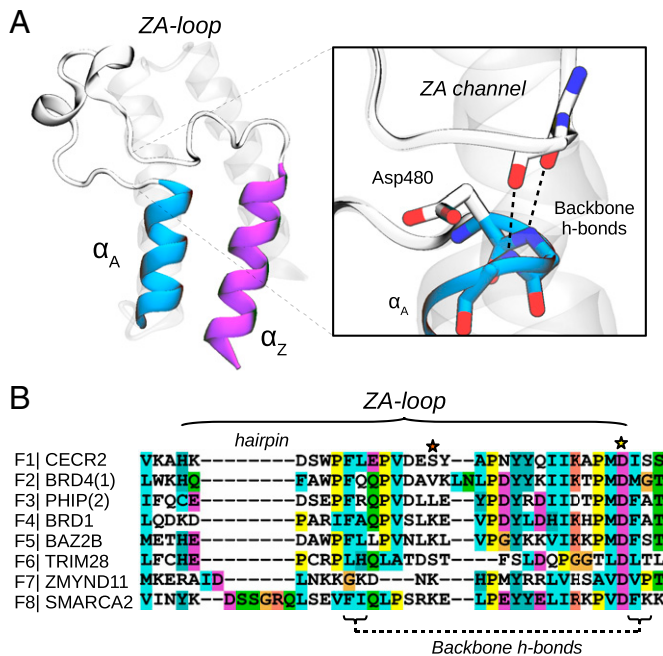 A
ZA-loop
αA
αZ
ZA channel
Asp480
Backbone
h-bonds
αA
B
ZA-loop
hairpin
F1| CECR2 VKAHK--------DSWPFLEPVDESY--APNYYQIIKAPMDISS
F2| BRD4(1) LWKHQ--------FAWPFQQPVDAVKLNLPDYYKIIKTPMDMGT
F3| PHIP(2) IFQCE--------DSEPFRQPVDLLE--YPDYRDIIDTPMDFAT
F4| BRD1 LQDKD--------PARIFAQPVSLKE--VPDYLDHIKHPMDFAT
F5| BAZ2B METHE--------DAWPFLLPVNLKL--VPGYKKVIKKPMDFST
F6| TRIM28 LFCHE--------PCRPLHQLATDST----FSLDQPGGTLDLTL
F7| ZMYND11 MKERAID------LNKKGKD---NK---HPMYRRLVHSAVDVPT
F8| SMARCA2 VINYK--DSSGRQLSEVFIQLPSRKE--LPEYYELIRKPVDFKK
Backbone h-bonds